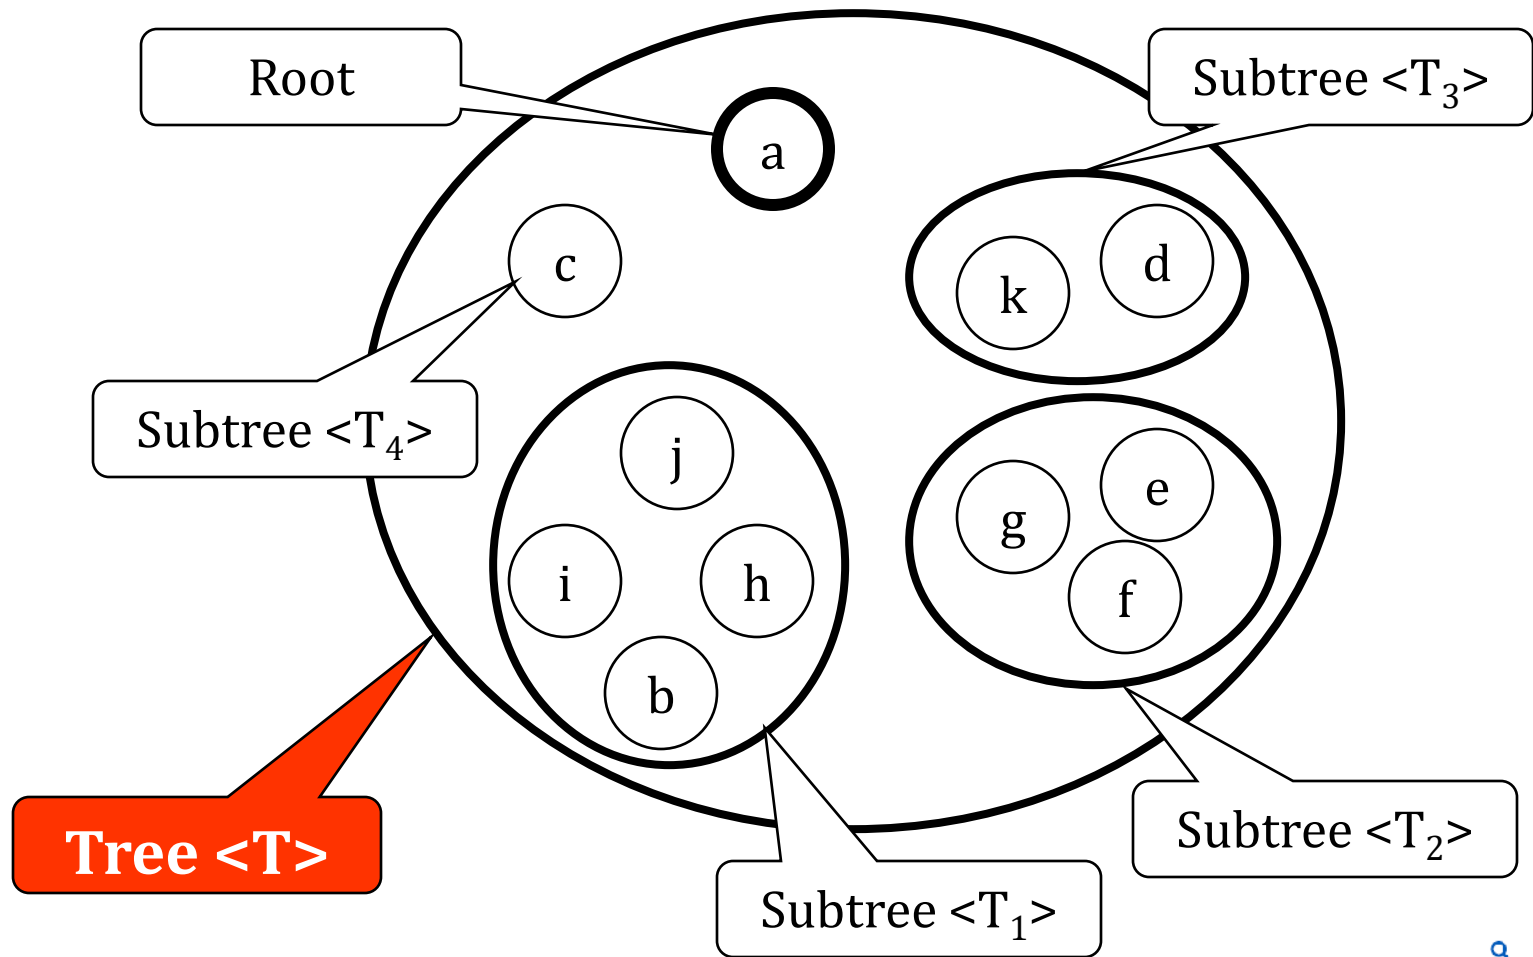 Root
Subtree <T₃>
a
c
k
d
Subtree <T₄>
j
i
h
b
g
e
f
Tree <T>
Subtree <T₂>
Subtree <T₁>